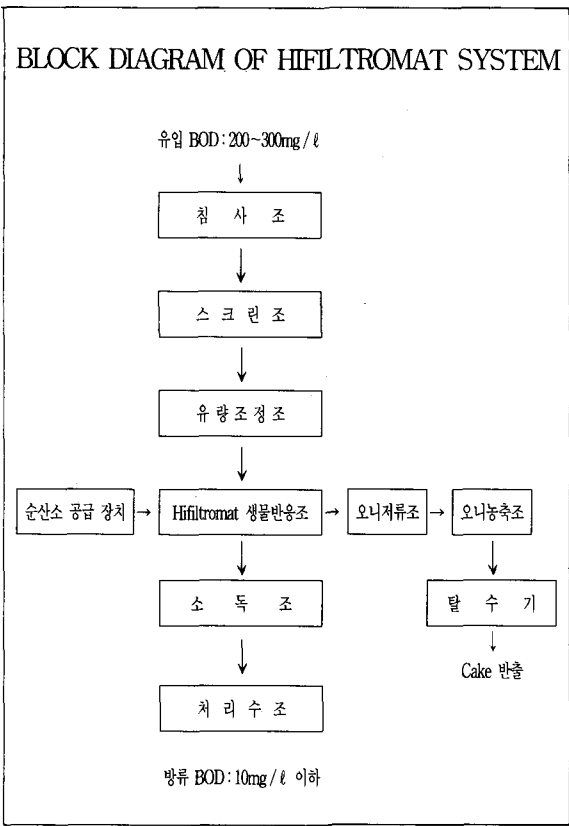 BLOCK DIAGRAM OF HIFILTROMAT SYSTEM
유입 BOD : 200~300mg / ℓ
↓
침 사 조
↓
스 크 린 조
↓
유 량 조 정 조
↓
순산소 공급 장치 → Hifiltromat 생물반응조 → 오니저류조 → 오니농축조
↓ ↓
소 독 조 탈 수 기
↓ ↓
Cake 반출
처 리 수 조
방류 BOD : 10mg / ℓ 이하